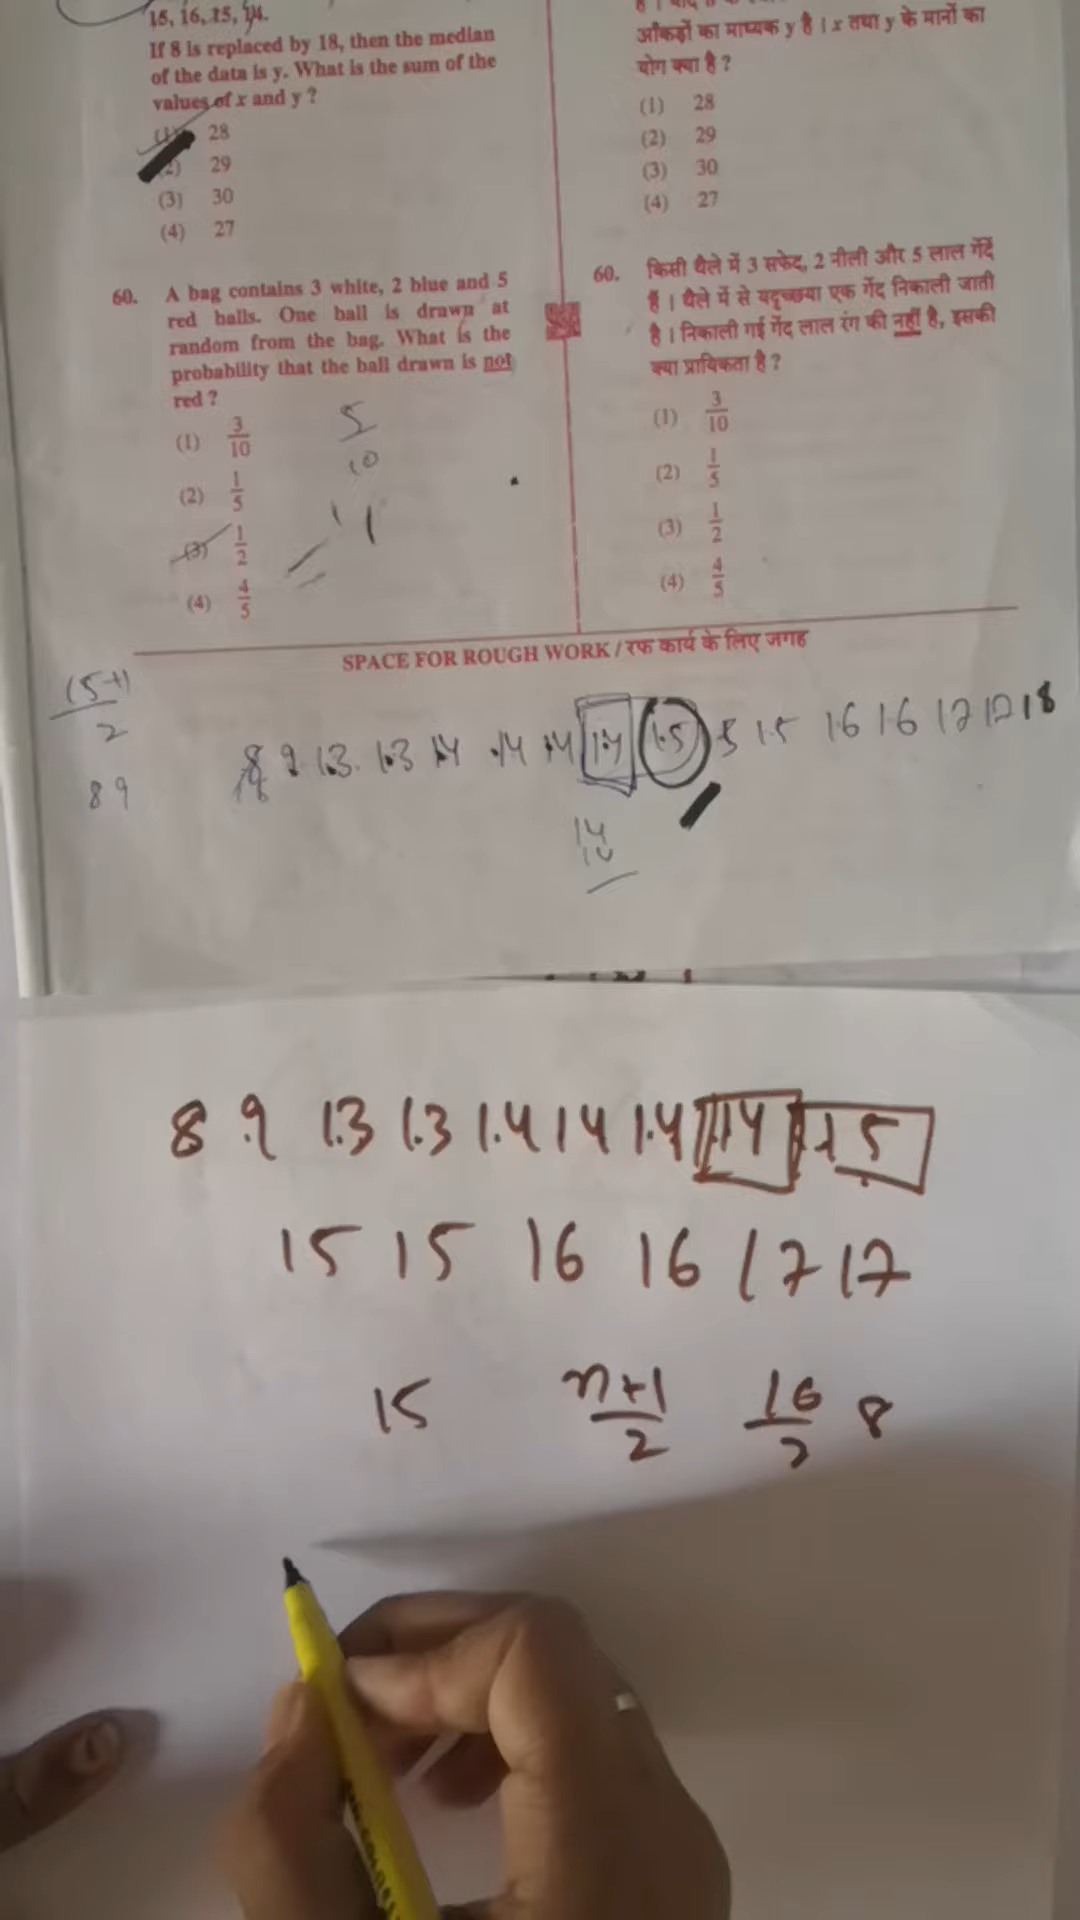 15, 16, 15, 14.
If 8 is replaced by 18, then the median
of the data is y. What is the sum of the
values of x and y ?
(1) 28
(2) 29
(3) 30
(4) 27
60. A bag contains 3 white, 2 blue and 5
red balls. One ball is drawn at
random from the bag. What is the
probability that the ball drawn is not
red ?
(1) 3/10
(2) 1/5
(3) 1/2
(4) 4/5
5/10
आँकड़ों का माध्यक y है । x तथा y के मानों का
योग क्या है ?
(1) 28
(2) 29
(3) 30
(4) 27
60. किसी थैले में 3 सफेद, 2 नीली और 5 लाल गेंदें
हैं । थैले में से यदृच्छया एक गेंद निकाली जाती
है । निकाली गई गेंद लाल रंग की नहीं है, इसकी
क्या प्रायिकता है ?
(1) 3/10
(2) 1/5
(3) 1/2
(4) 4/5
SPACE FOR ROUGH WORK / रफ कार्य के लिए जगह
15+1
2
8 9
8 9 13 13 14 14 14 14 15 15 15 16 16 17 17 18
14
8 9 13 13 14 14 14 14 15
15 15 16 16 17 17
15 n+1/2 16/2 8